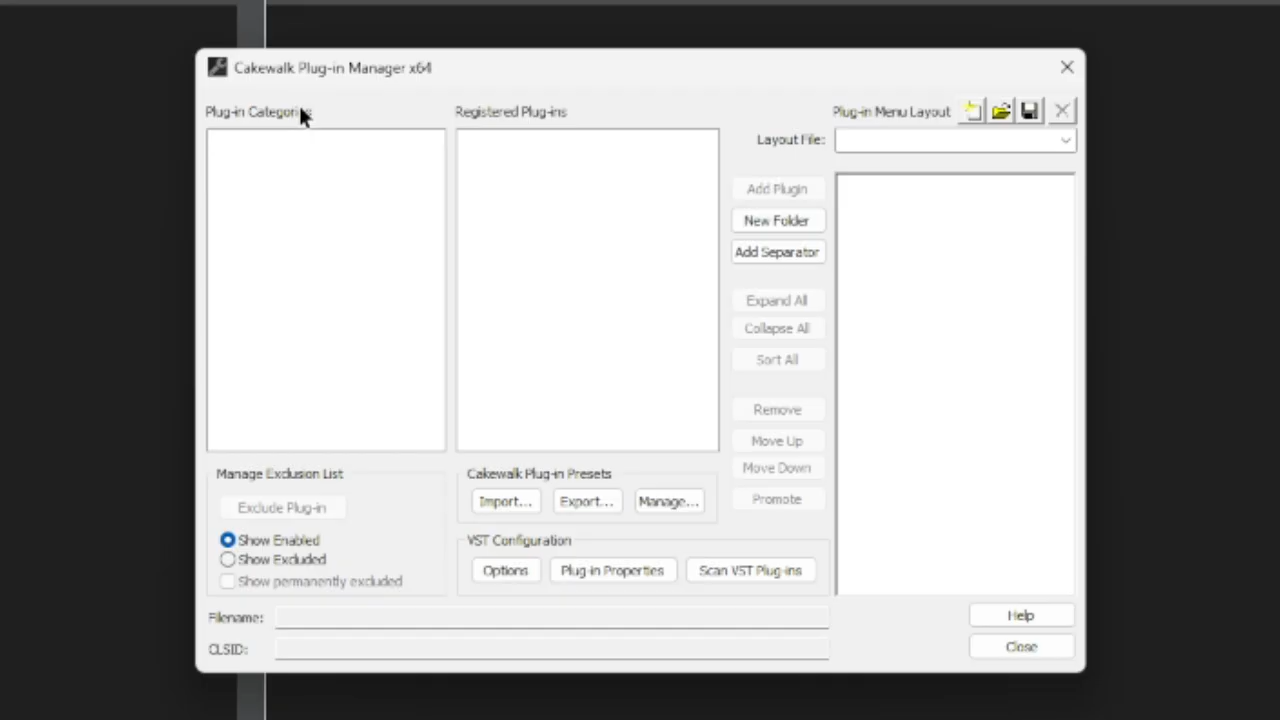 Cakewalk Plug-in Manager x64
Plug-in Categories
Registered Plug-ins
Plug-in Menu Layout
Layout File:
Add Plugin
New Folder
Add Separator
Expand All
Collapse All
Sort All
Remove
Move Up
Move Down
Promote
Manage Exclusion List
Exclude Plug-in
Show Enabled
Show Excluded
Show permanently excluded
Cakewalk Plug-in Presets
Import... Export... Manage...
VST Configuration
Options Plug-in Properties Scan VST Plug-ins
Filename:
CLSID:
Help
Close